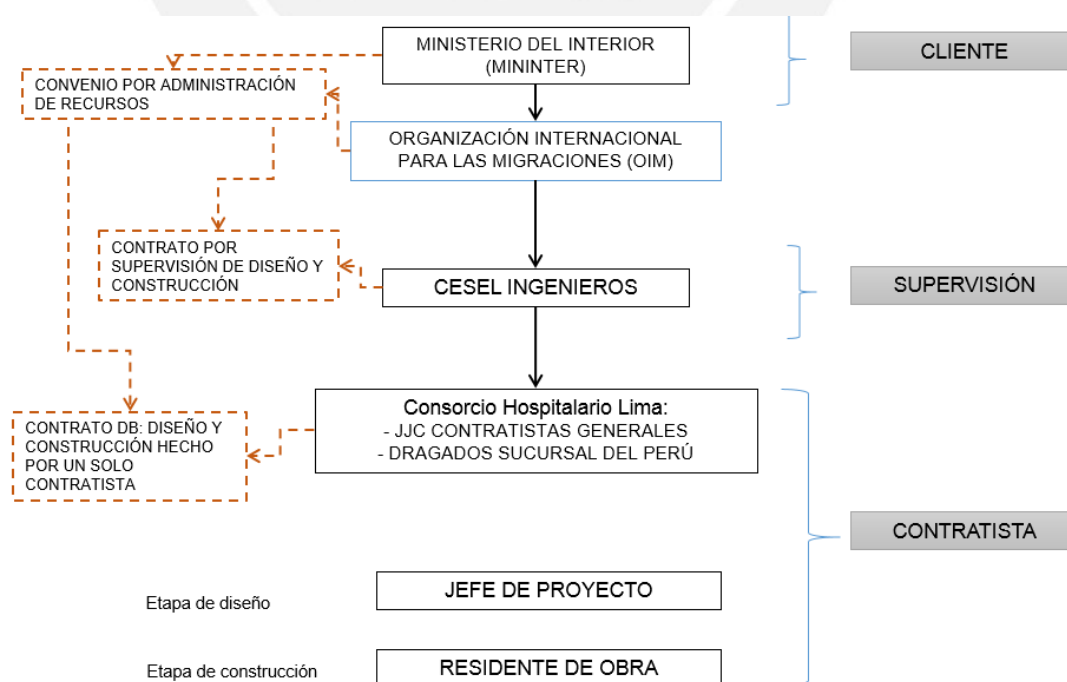 MINISTERIO DEL INTERIOR
(MININTER)
CLIENTE
CONVENIO POR ADMINISTRACIÓN
DE RECURSOS
ORGANIZACIÓN INTERNACIONAL
PARA LAS MIGRACIONES (OIM)
CONTRATO POR
SUPERVISIÓN DE DISEÑO Y
CONSTRUCCIÓN
CESEL INGENIEROS
SUPERVISIÓN
Consorcio Hospitalario Lima:
- JJC CONTRATISTAS GENERALES
- DRAGADOS SUCURSAL DEL PERÚ
CONTRATO DB: DISEÑO Y
CONSTRUCCIÓN HECHO
POR UN SOLO
CONTRATISTA
CONTRATISTA
Etapa de diseño
JEFE DE PROYECTO
Etapa de construcción
RESIDENTE DE OBRA